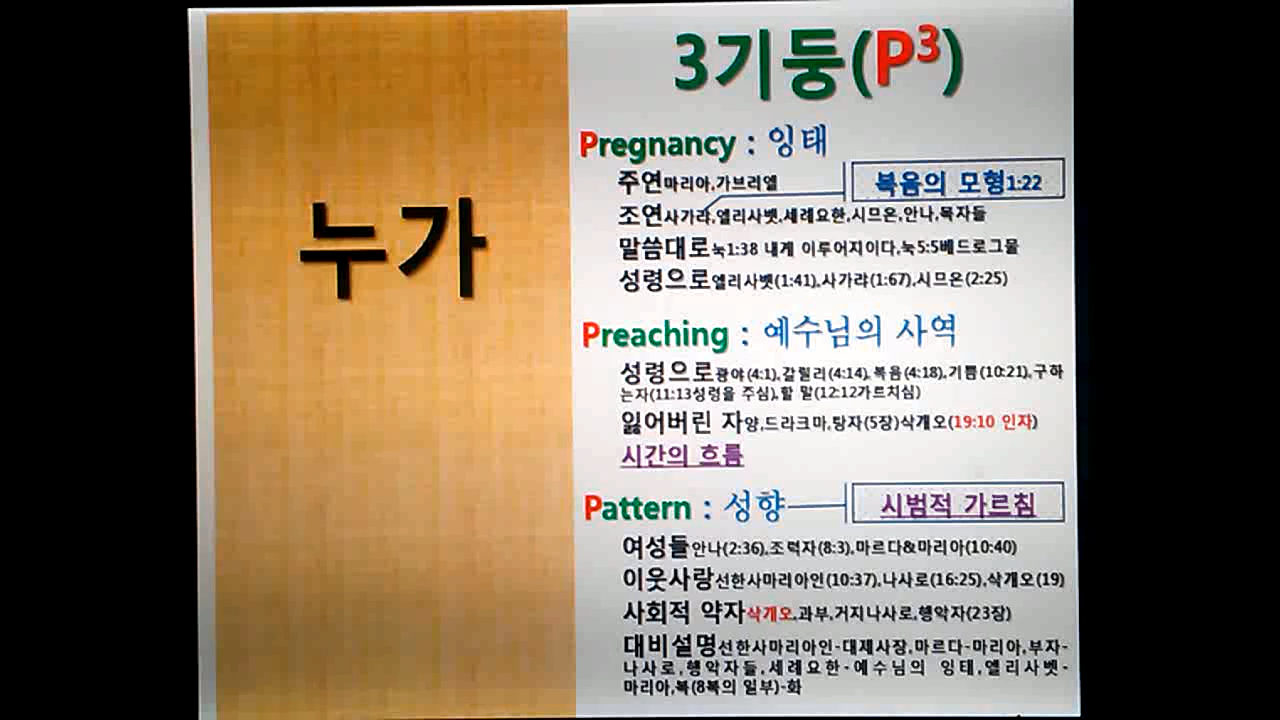 누가
3기둥(P³)
Pregnancy : 잉태
주연마리아,가브리엘
복음의 모형1:22
조연사가랴,엘리사벳,세례요한,시므온,안나,목자들
말씀대로눅1:38 내게 이루어지이다,눅5:5베드로그물
성령으로엘리사벳(1:41),사가랴(1:67),시므온(2:25)
Preaching : 예수님의 사역
성령으로광야(4:1),갈릴리(4:14),복음(4:18),기쁨(10:21),구하
는자(11:13성령을 주심),할 말(12:12가르치심)
잃어버린 자양,드라크마,탕자(5장)삭개오(19:10 인자)
시간의 흐름
Pattern : 성향
시범적 가르침
여성들안나(2:36),조력자(8:3),마르다&마리아(10:40)
이웃사랑선한사마리아인(10:37),나사로(16:25),삭개오(19)
사회적 약자삭개오,과부,거지나사로,행악자(23장)
대비설명선한사마리아인-대제사장,마르다-마리아,부자-
나사로,행악자들,세례요한-예수님의 잉태,엘리사벳-
마리아,복(8복의 일부)-화